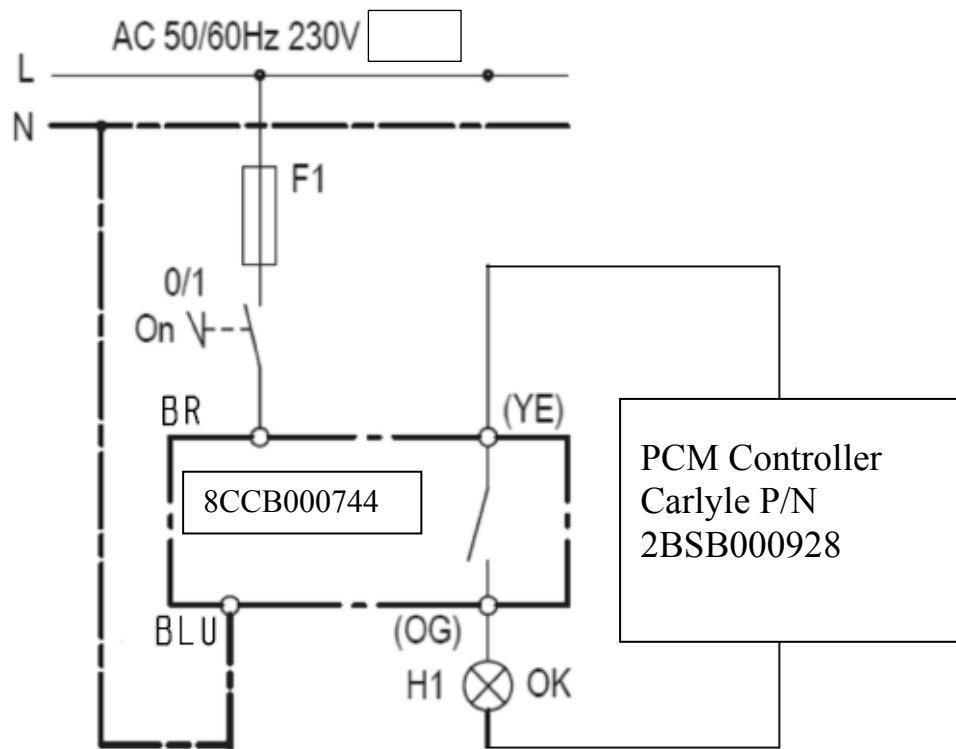 AC 50/60Hz 230V
L
N
F1
0/1
On
BR
(YE)
8CCB000744
PCM Controller
Carlyle P/N
2BSB000928
BLU
(OG)
H1
OK